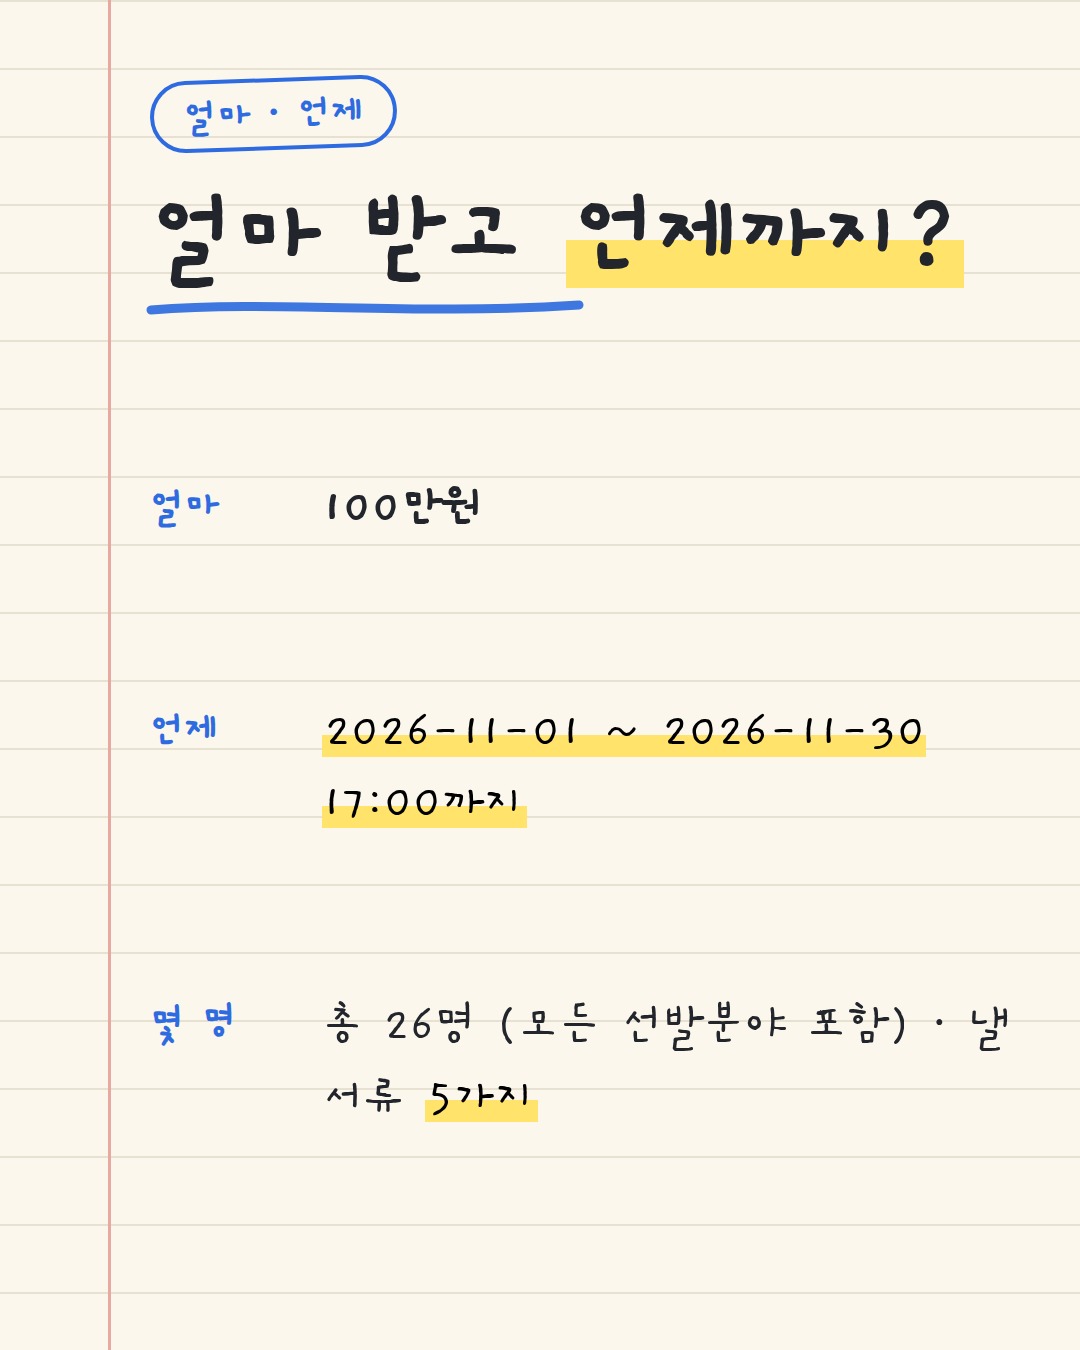 얼마 · 언제
얼마 받고 언제까지?
얼마 100만원
언제 2026-11-01 ~ 2026-11-30
17:00까지
몇 명 총 26명 (모든 선발분야 포함) · 낼
서류 5가지